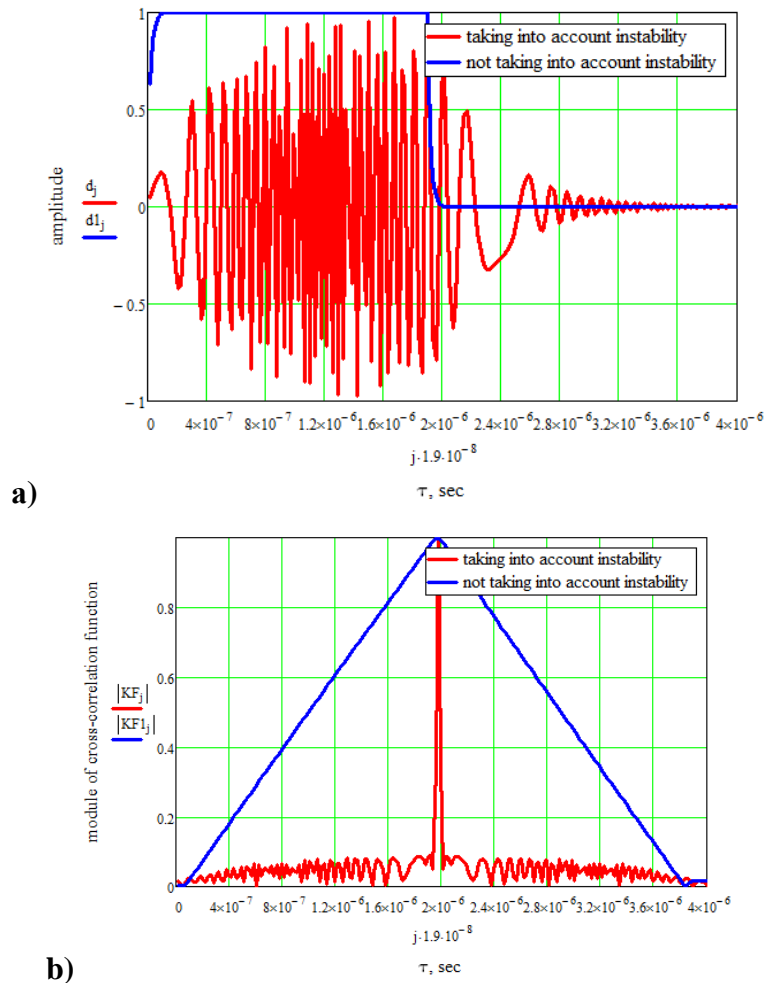 1
taking into account instability
not taking into account instability
0.5
amplitude
d_j
d1_j
0
− 0.5
− 1
0 4×10⁻⁷ 8×10⁻⁷ 1.2×10⁻⁶ 1.6×10⁻⁶ 2×10⁻⁶ 2.4×10⁻⁶ 2.8×10⁻⁶ 3.2×10⁻⁶ 3.6×10⁻⁶ 4×10⁻⁶
j·1.9·10⁻⁸
τ, sec
a)
taking into account instability
not taking into account instability
module of cross-correlation function
0.8
0.6
|KF_j|
|KF1_j|
0.4
0.2
0
0 4×10⁻⁷ 8×10⁻⁷ 1.2×10⁻⁶ 1.6×10⁻⁶ 2×10⁻⁶ 2.4×10⁻⁶ 2.8×10⁻⁶ 3.2×10⁻⁶ 3.6×10⁻⁶ 4×10⁻⁶
j·1.9·10⁻⁸
τ, sec
b)